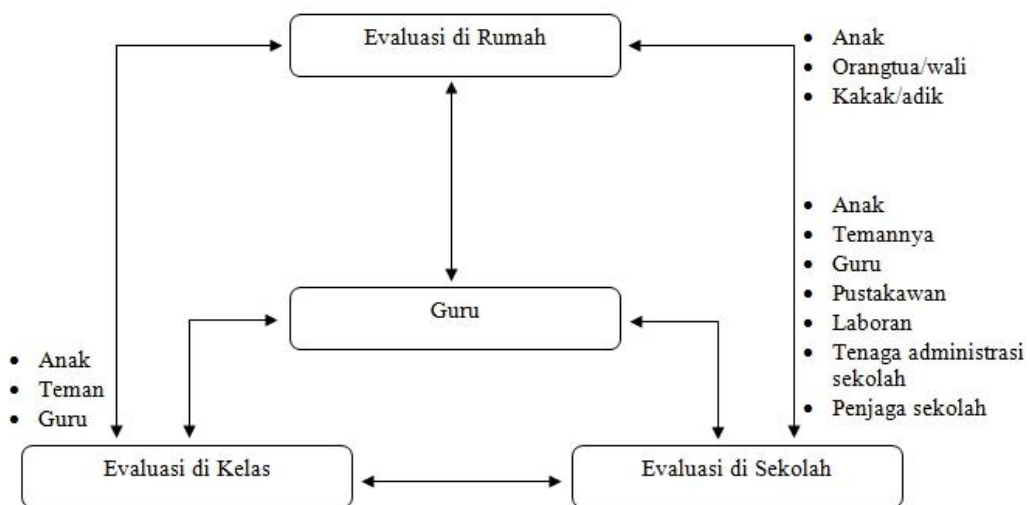 Evaluasi di Rumah
• Anak
• Orangtua/wali
• Kakak/adik
• Anak
• Temannya
• Guru
• Pustakawan
• Laboran
• Tenaga administrasi
sekolah
• Penjaga sekolah
Guru
• Anak
• Teman
• Guru
Evaluasi di Kelas
Evaluasi di Sekolah